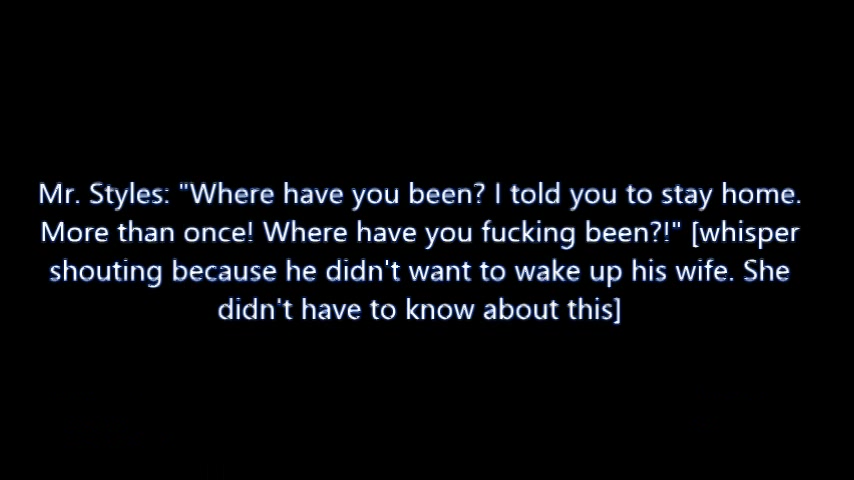 Mr. Styles: "Where have you been? I told you to stay home.
More than once! Where have you fucking been?!" [whisper
shouting because he didn't want to wake up his wife. She
didn't have to know about this]